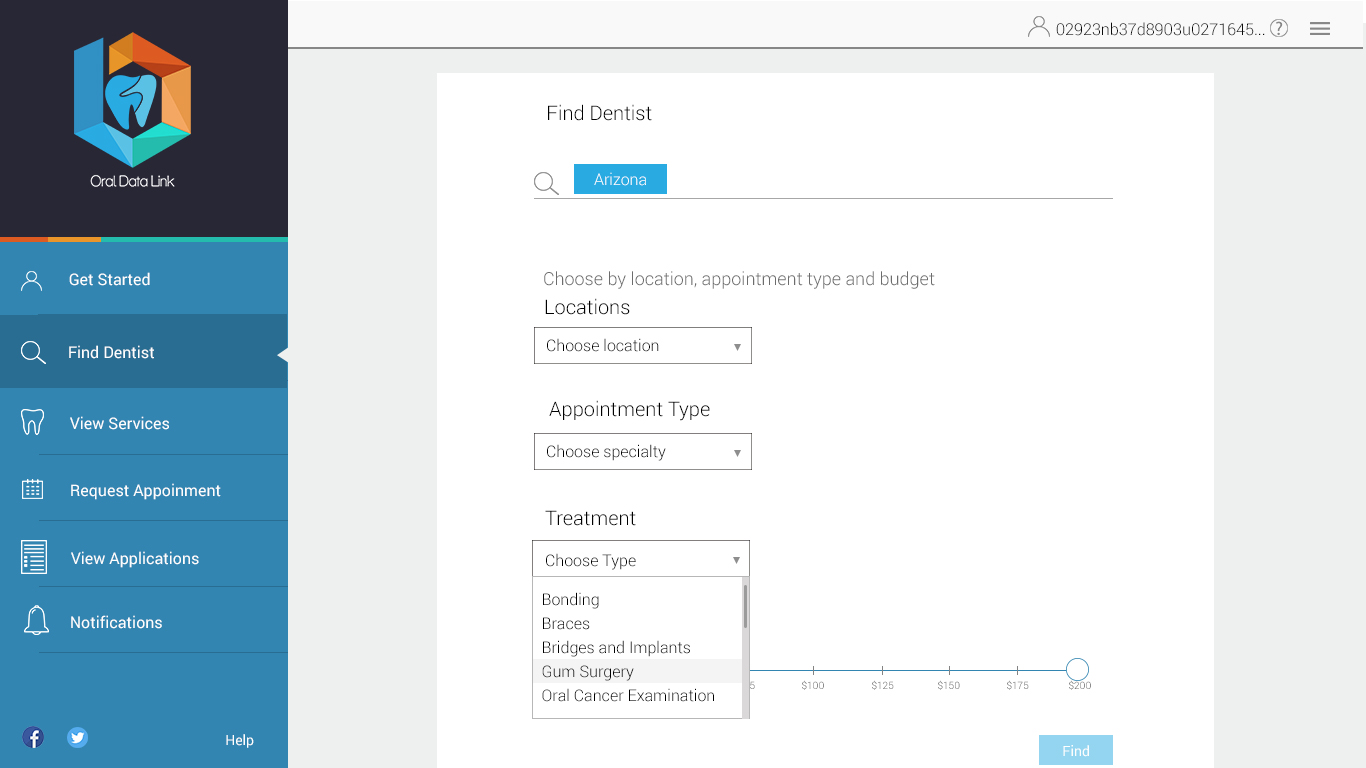 Oral Data Link
Get Started
Find Dentist
View Services
Request Appoinment
View Applications
Notifications
Help
02923nb37d8903u0271645...
?
Find Dentist
Arizona
Choose by location, appointment type and budget
Locations
Choose location
Appointment Type
Choose specialty
Treatment
Choose Type
Bonding
Braces
Bridges and Implants
Gum Surgery
Oral Cancer Examination
5 $100 $125 $150 $175 $200
Find